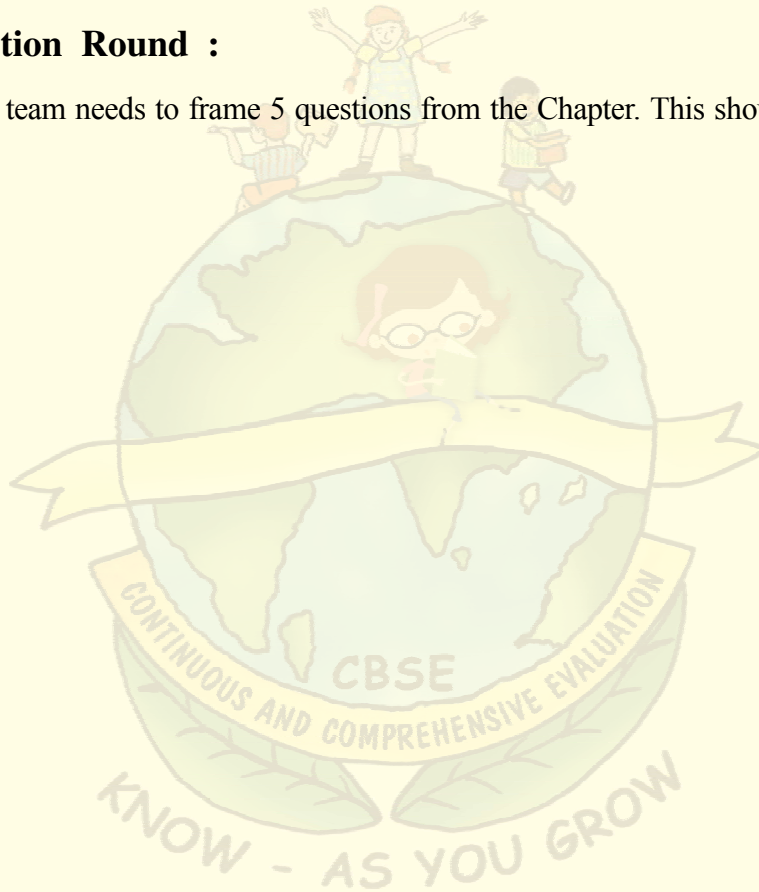 tion Round :
team needs to frame 5 questions from the Chapter. This sho
CBSE
CONTINUOUS AND COMPREHENSIVE EVALUATION
KNOW - AS YOU GROW